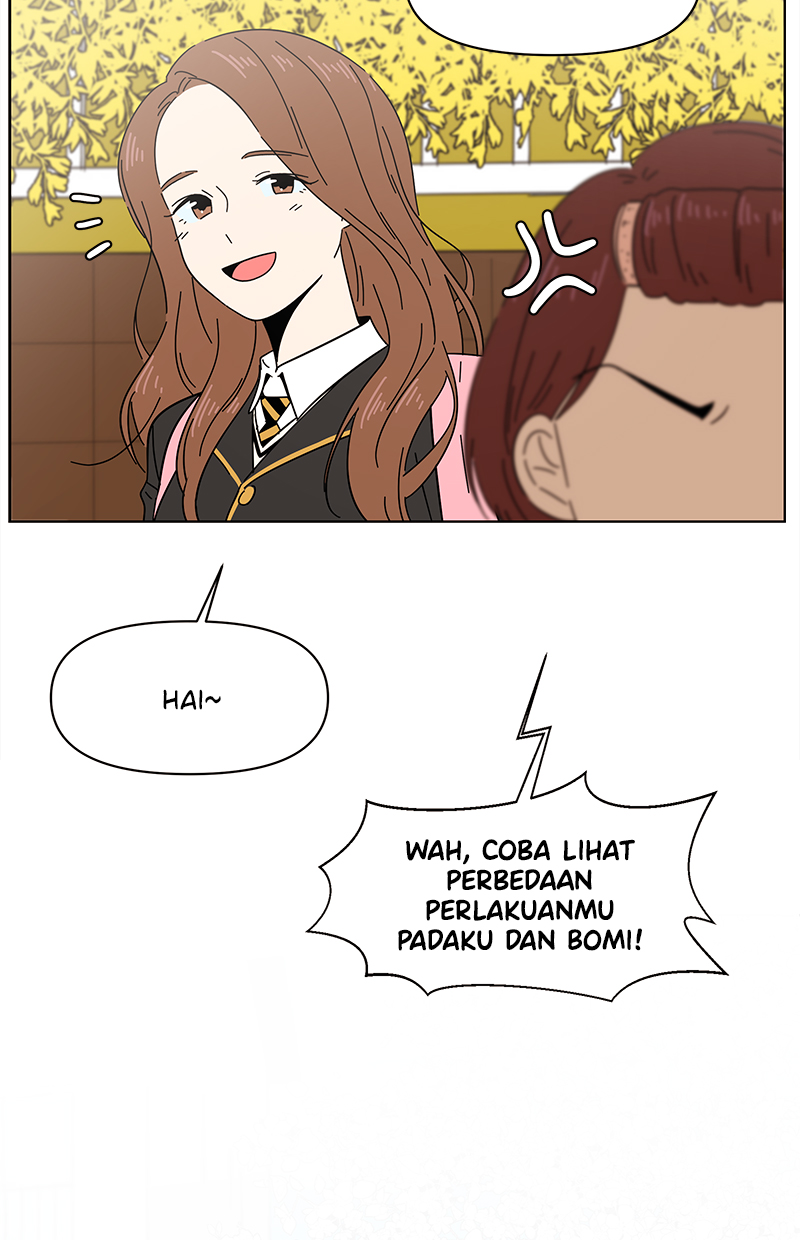 HAI~
WAH, COBA LIHAT
PERBEDAAN
PERLAKUANMU
PADAKU DAN BOMI!